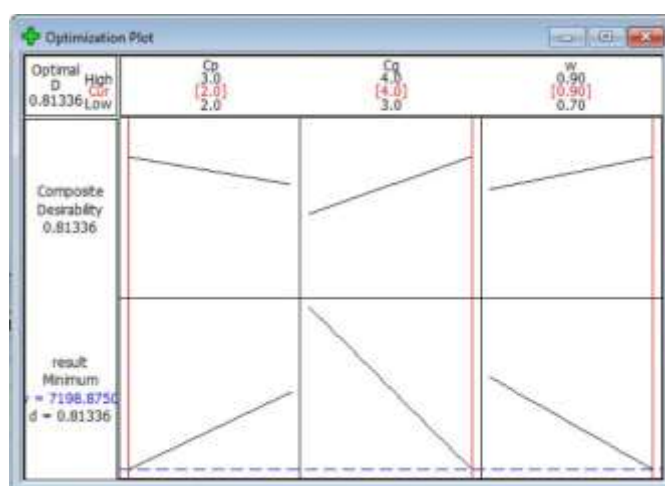 Optimization Plot
Optimal
D
0.81336
High
Cur
Low
Cp
3.0
[2.0]
2.0
Cg
4.0
[4.0]
3.0
w
0.90
[0.90]
0.70
Composite
Desirability
0.81336
result
Minimum
= 7198.8750
d = 0.81336